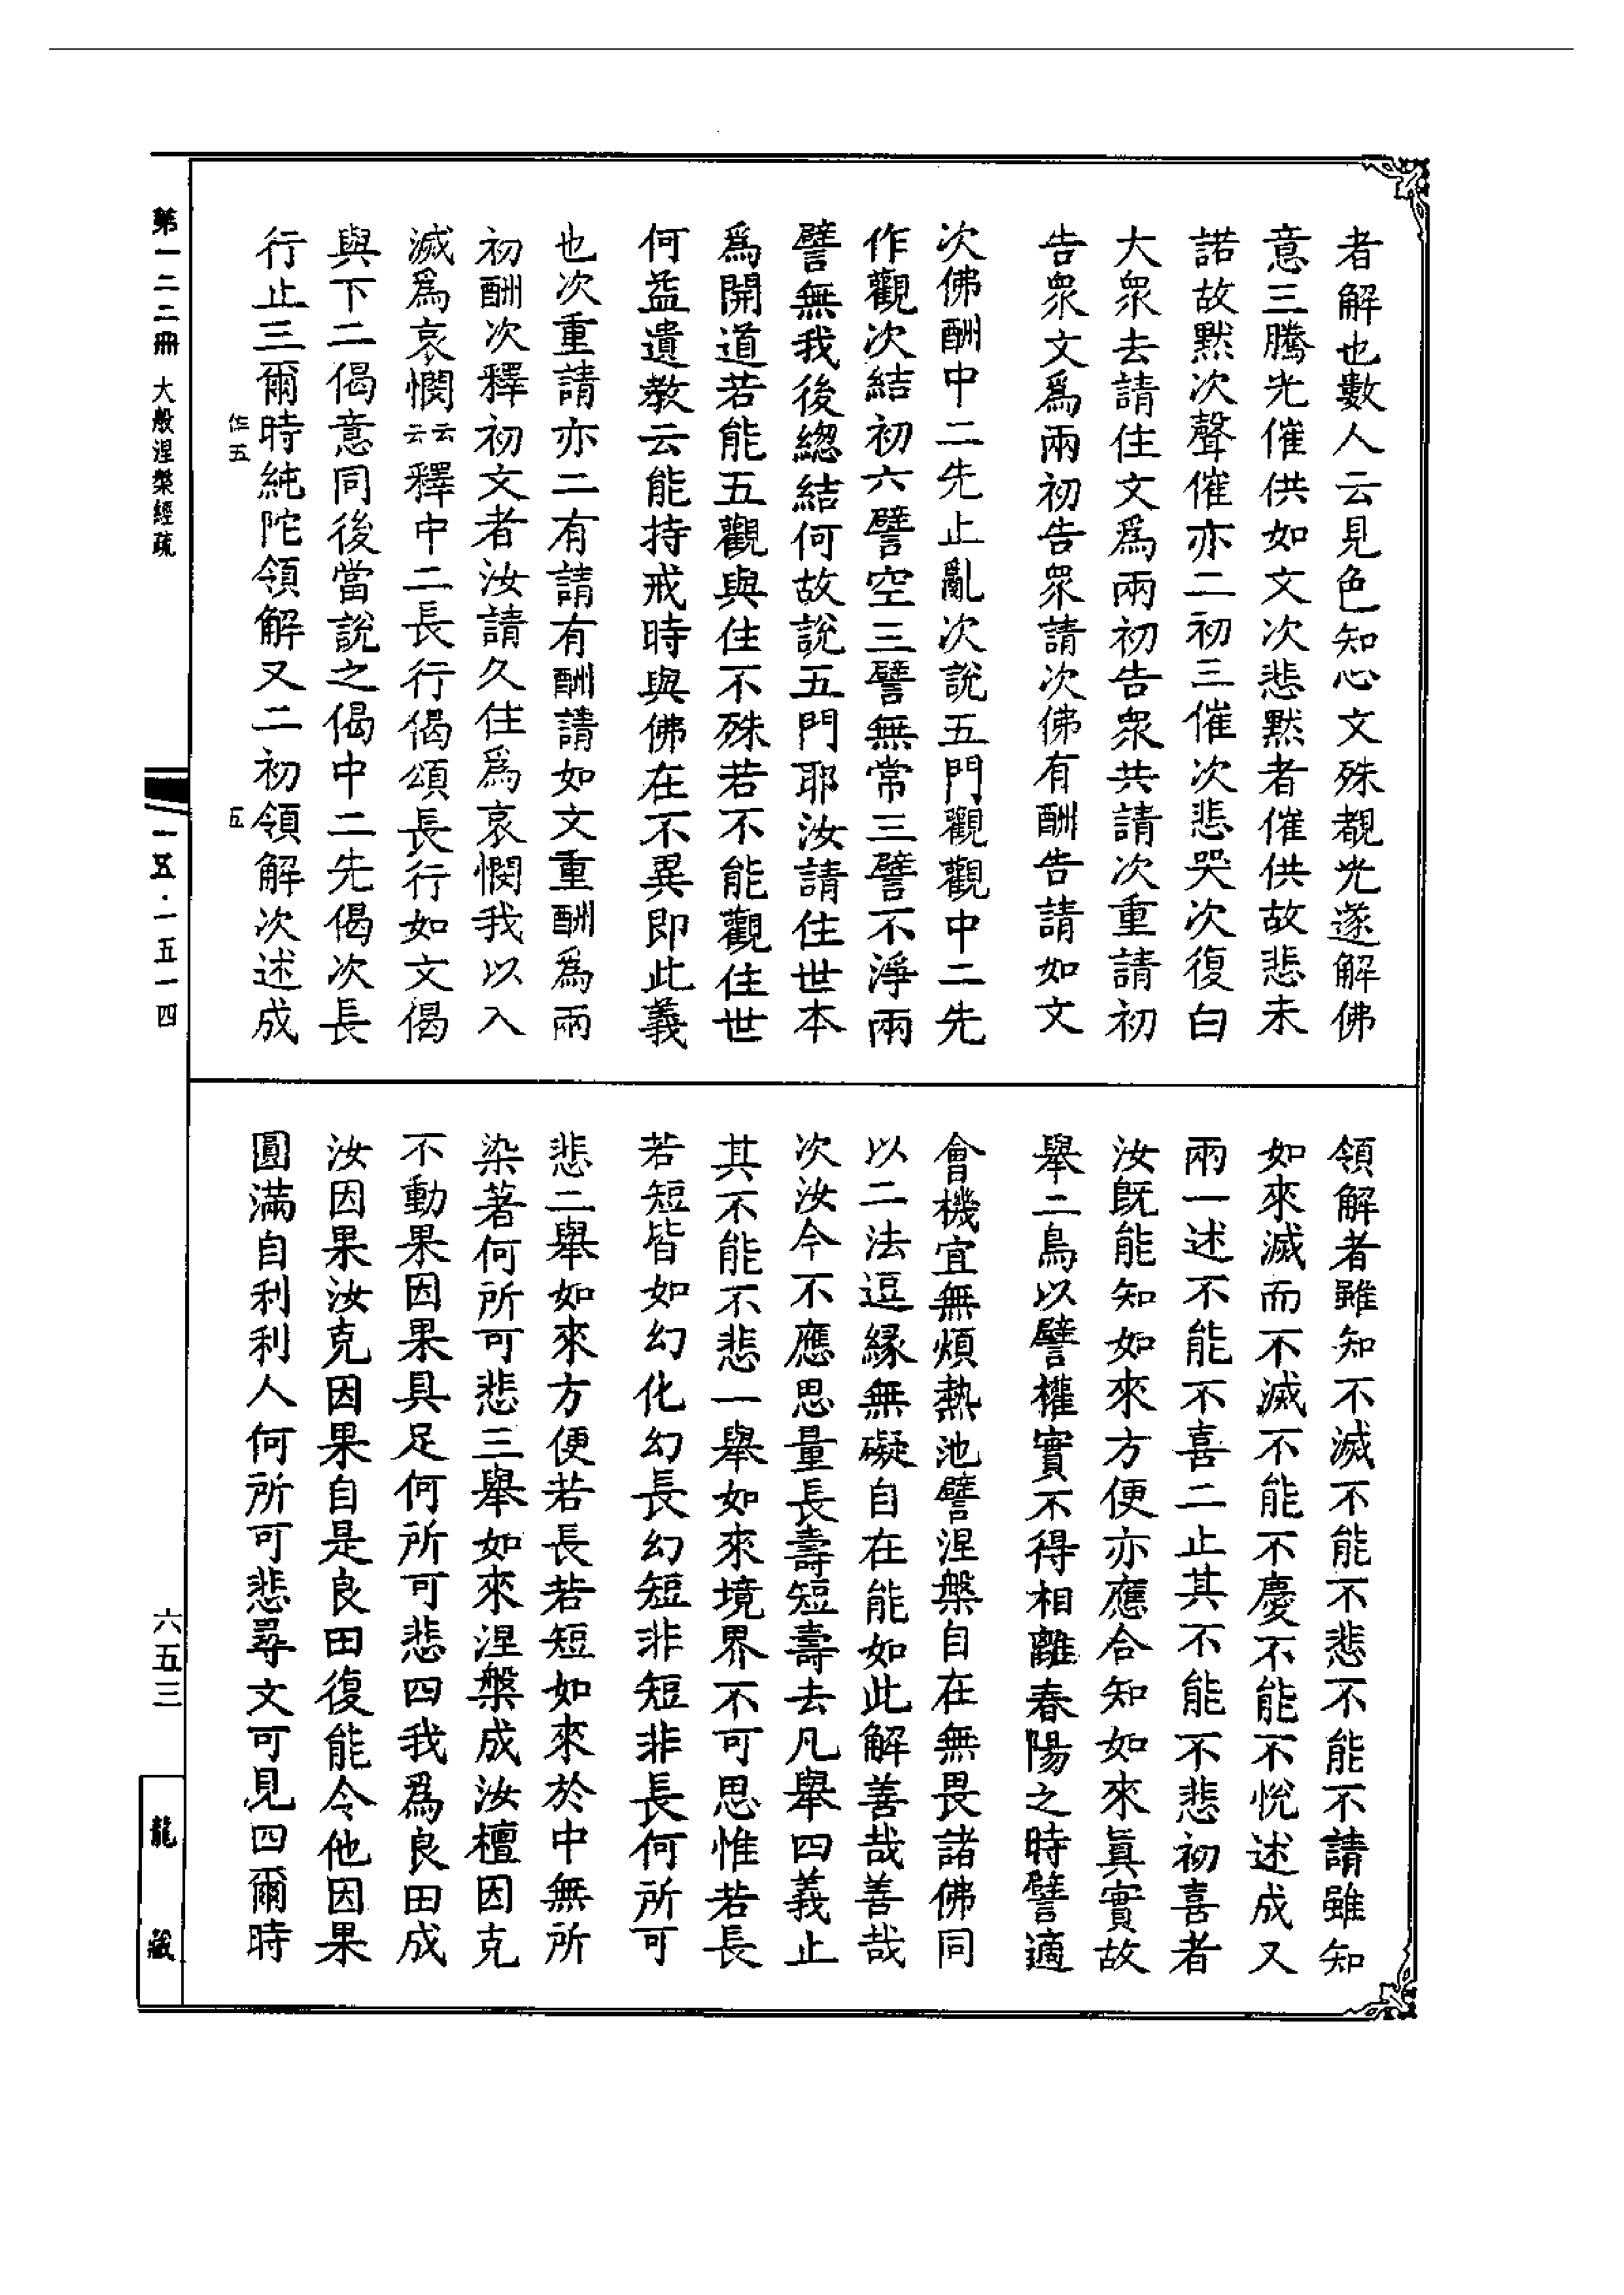 者解也數人云見色知心文殊覩光遂解佛
意三騰光催供如文次悲默者催供故悲未
諾故默次聲催亦二初三催次悲哭次復白
大衆去請住文爲兩初告衆共請次重請初
告衆文爲兩初告衆請次佛有酬告請如文
次佛酬中二先止亂次說五門觀觀中二先
作觀次結初六譬空三譬無常三譬不淨兩
譬無我後總結何故說五門耶汝請住世本
爲開道若能五觀與住不殊若不能觀住世
何益遺教云能持戒時與佛在不異即此義
也次重請亦二有請有酬請如文重酬爲兩
初酬次釋初文者汝請久住爲哀憫我以入
滅爲哀憫云云釋中二長行偈頌長行如文偈
與下二偈意同後當說之偈中二先偈次長
行止三爾時純陀領解又二初領解次述成
作五
五
領解者雖知不滅不能不悲不能不請雖知
如來滅而不滅不能不慶不能不悅述成又
兩一述不能不喜二止其不能不悲初喜者
汝既能知如來方便亦應合知如來眞實故
舉二鳥以譬權實不得相離春陽之時譬適
會機宜無煩熱池譬涅槃自在無畏諸佛同
以二法逗緣無礙自在能如此解善哉善哉
次汝今不應思量長壽短壽去凡舉四義止
其不能不悲一舉如來境界不可思惟若長
若短皆如幻化幻長幻短非短非長何所可
悲二舉如來方便若長若短如來於中無所
染著何所可悲三舉如來涅槃成汝檀因克
不動果因果具足何所可悲四我爲良田成
汝因果汝克因果自是良田復能令他因果
圓滿自利利人何所可悲尋文可見四爾時
第一二二冊 大般涅槃經疏
一五·一五一四
六五三
龍藏